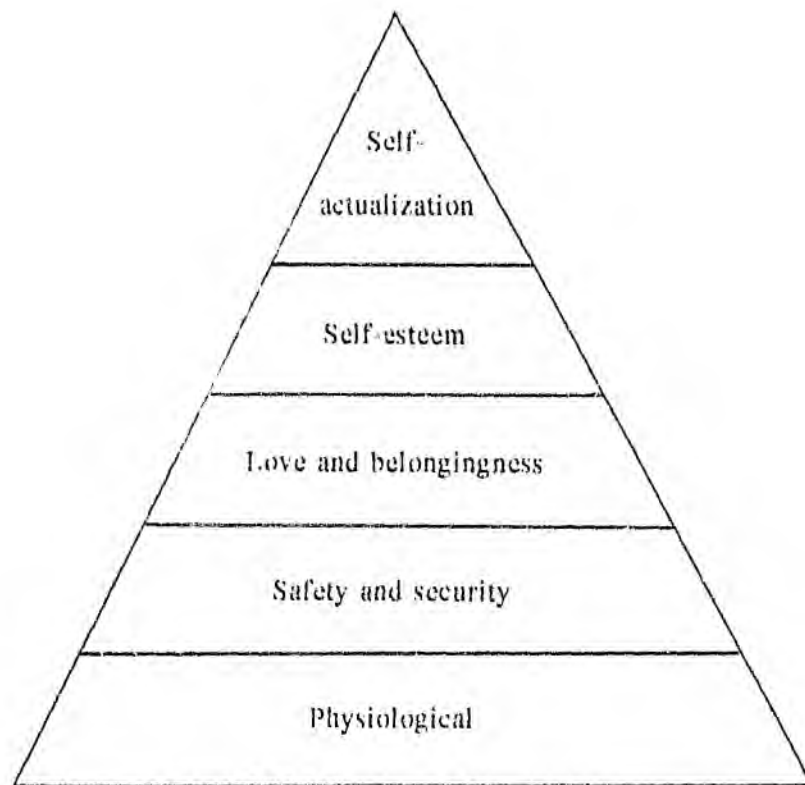 Self-
actualization
Self-esteem
Love and belongingness
Safety and security
Physiological